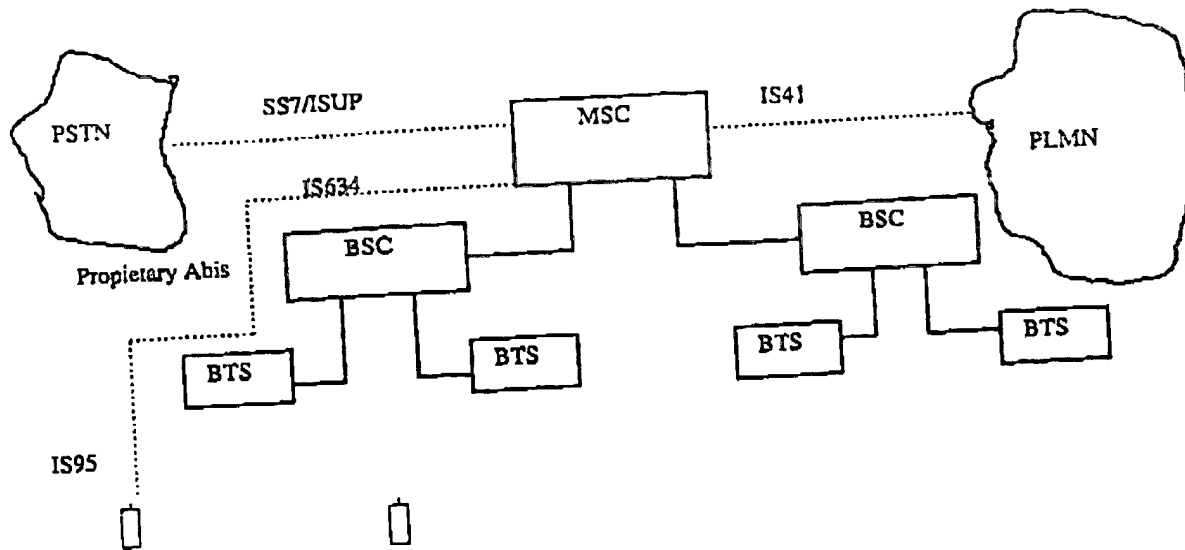 SS7/ISUP
IS41
PSTN
MSC
PLMN
IS634
BSC
BSC
Propietary Abis
BTS
BTS
BTS
BTS
IS95